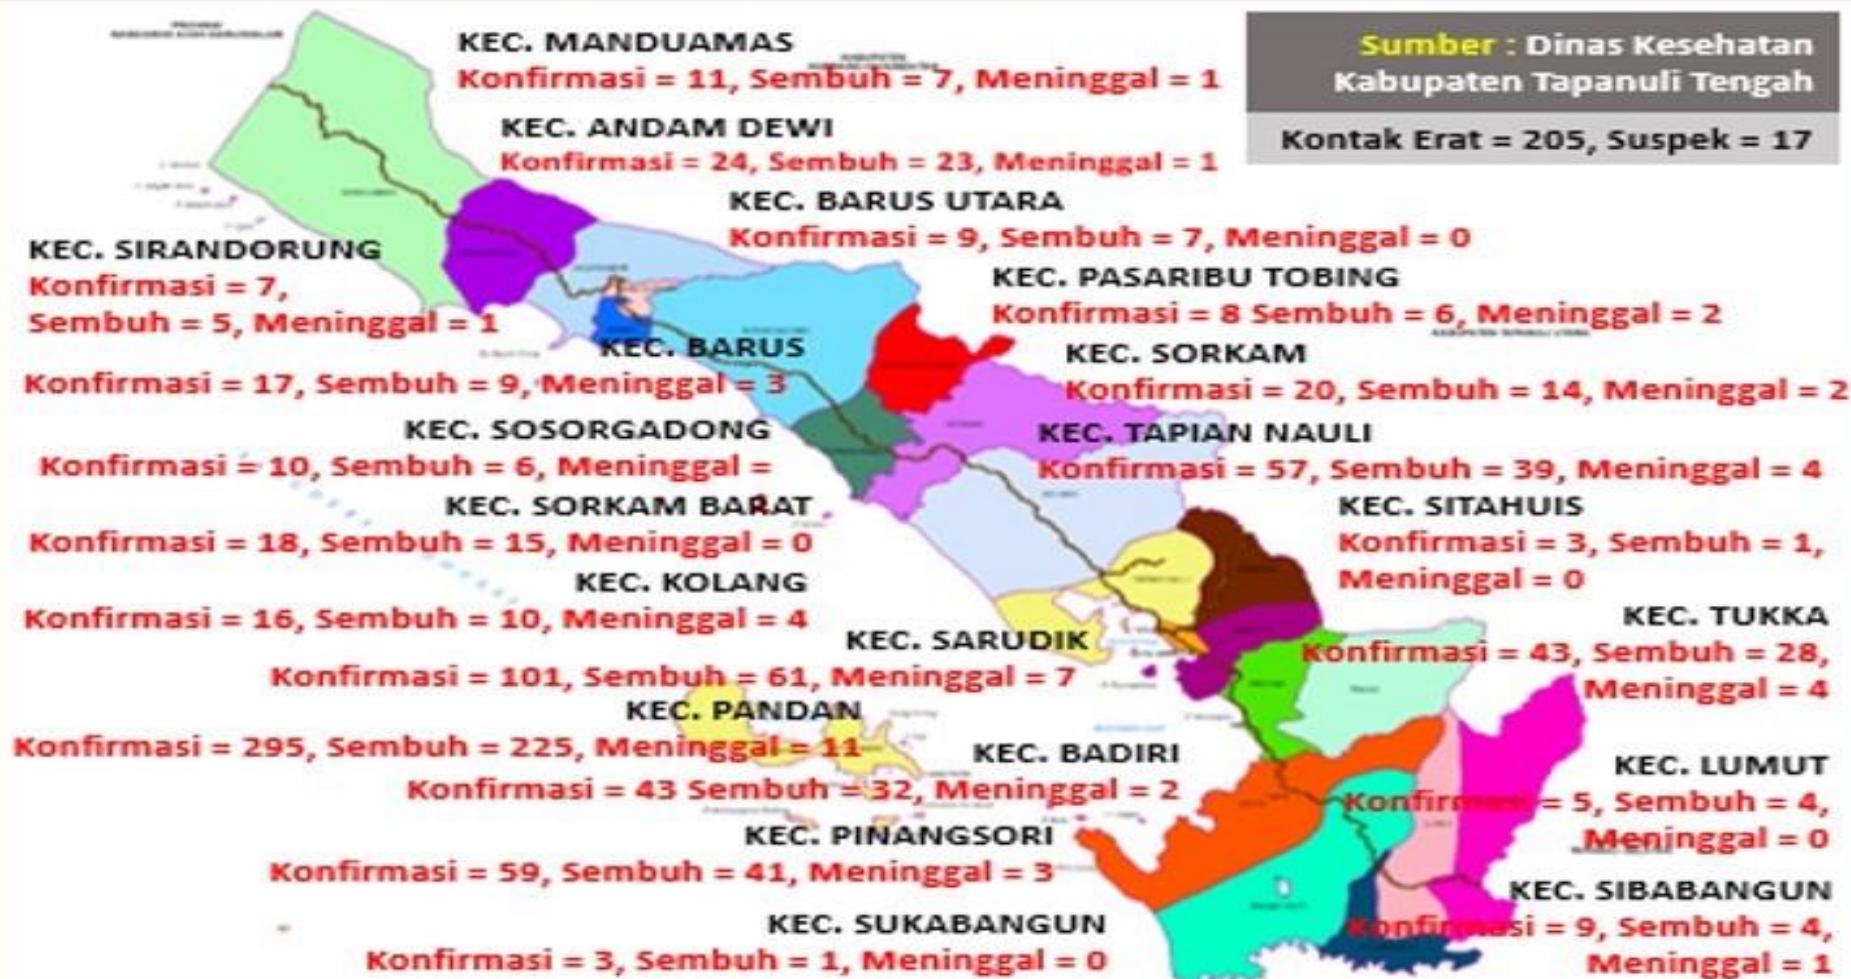 KEC. MANDUAMAS
Konfirmasi = 11, Sembuh = 7, Meninggal = 1
Sumber : Dinas Kesehatan
Kabupaten Tapanuli Tengah
Kontak Erat = 205, Suspek = 17
KEC. ANDAM DEWI
Konfirmasi = 24, Sembuh = 23, Meninggal = 1
KEC. BARUS UTARA
Konfirmasi = 9, Sembuh = 7, Meninggal = 0
KEC. SIRANDORUNG
Konfirmasi = 7,
Sembuh = 5, Meninggal = 1
KEC. PASARIBU TOBING
Konfirmasi = 8 Sembuh = 6, Meninggal = 2
KEC. BARUS
Konfirmasi = 17, Sembuh = 9, Meninggal = 3
KEC. SORKAM
Konfirmasi = 20, Sembuh = 14, Meninggal = 2
KEC. SOSORGADONG
Konfirmasi = 10, Sembuh = 6, Meninggal =
KEC. TAPIAN NAULI
Konfirmasi = 57, Sembuh = 39, Meninggal = 4
KEC. SORKAM BARAT
Konfirmasi = 18, Sembuh = 15, Meninggal = 0
KEC. SITAHUIS
Konfirmasi = 3, Sembuh = 1,
Meninggal = 0
KEC. KOLANG
Konfirmasi = 16, Sembuh = 10, Meninggal = 4
KEC. TUKKA
Konfirmasi = 43, Sembuh = 28,
Meninggal = 4
KEC. SARUDIK
Konfirmasi = 101, Sembuh = 61, Meninggal = 7
KEC. PANDAN
Konfirmasi = 295, Sembuh = 225, Meninggal = 11
KEC. BADIRI
Konfirmasi = 43 Sembuh = 32, Meninggal = 2
KEC. LUMUT
Konfirmasi = 5, Sembuh = 4,
Meninggal = 0
KEC. PINANGSORI
Konfirmasi = 59, Sembuh = 41, Meninggal = 3
KEC. SIBABANGUN
Konfirmasi = 9, Sembuh = 4,
Meninggal = 1
KEC. SUKABANGUN
Konfirmasi = 3, Sembuh = 1, Meninggal = 0